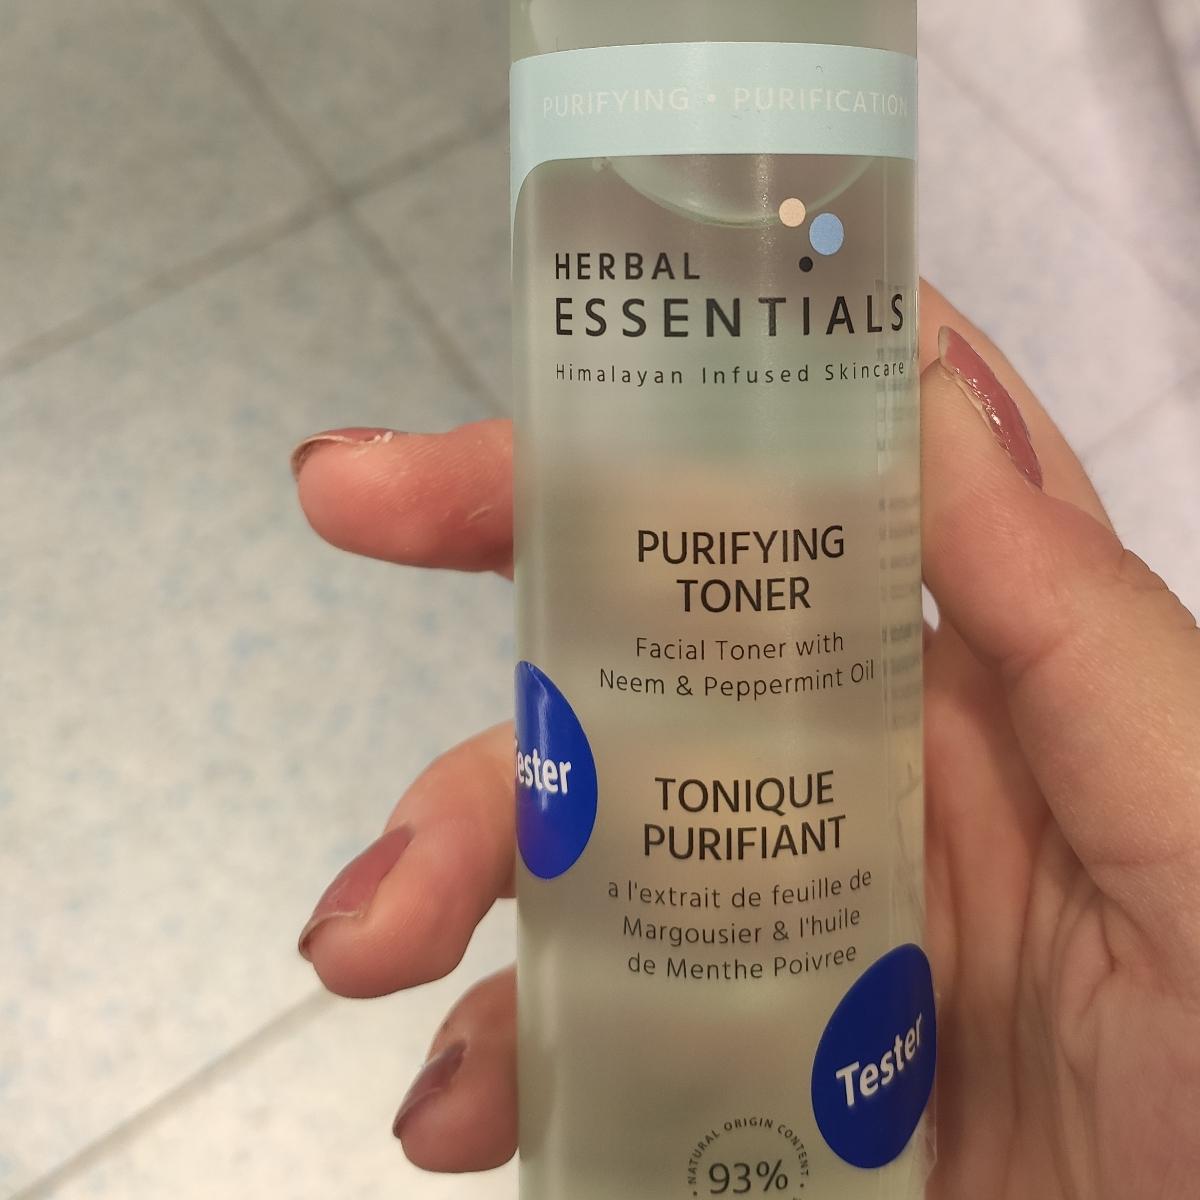 PURIFYING • PURIFICATION
HERBAL
ESSENTIALS
Himalayan Infused Skincare
PURIFYING
TONER
Facial Toner with
Neem & Peppermint Oil
Tester
TONIQUE
PURIFIANT
a l'extrait de feuille de
Margousier & l'huile
de Menthe Poivree
Tester
• NATURAL ORIGIN CONTENT •
93%